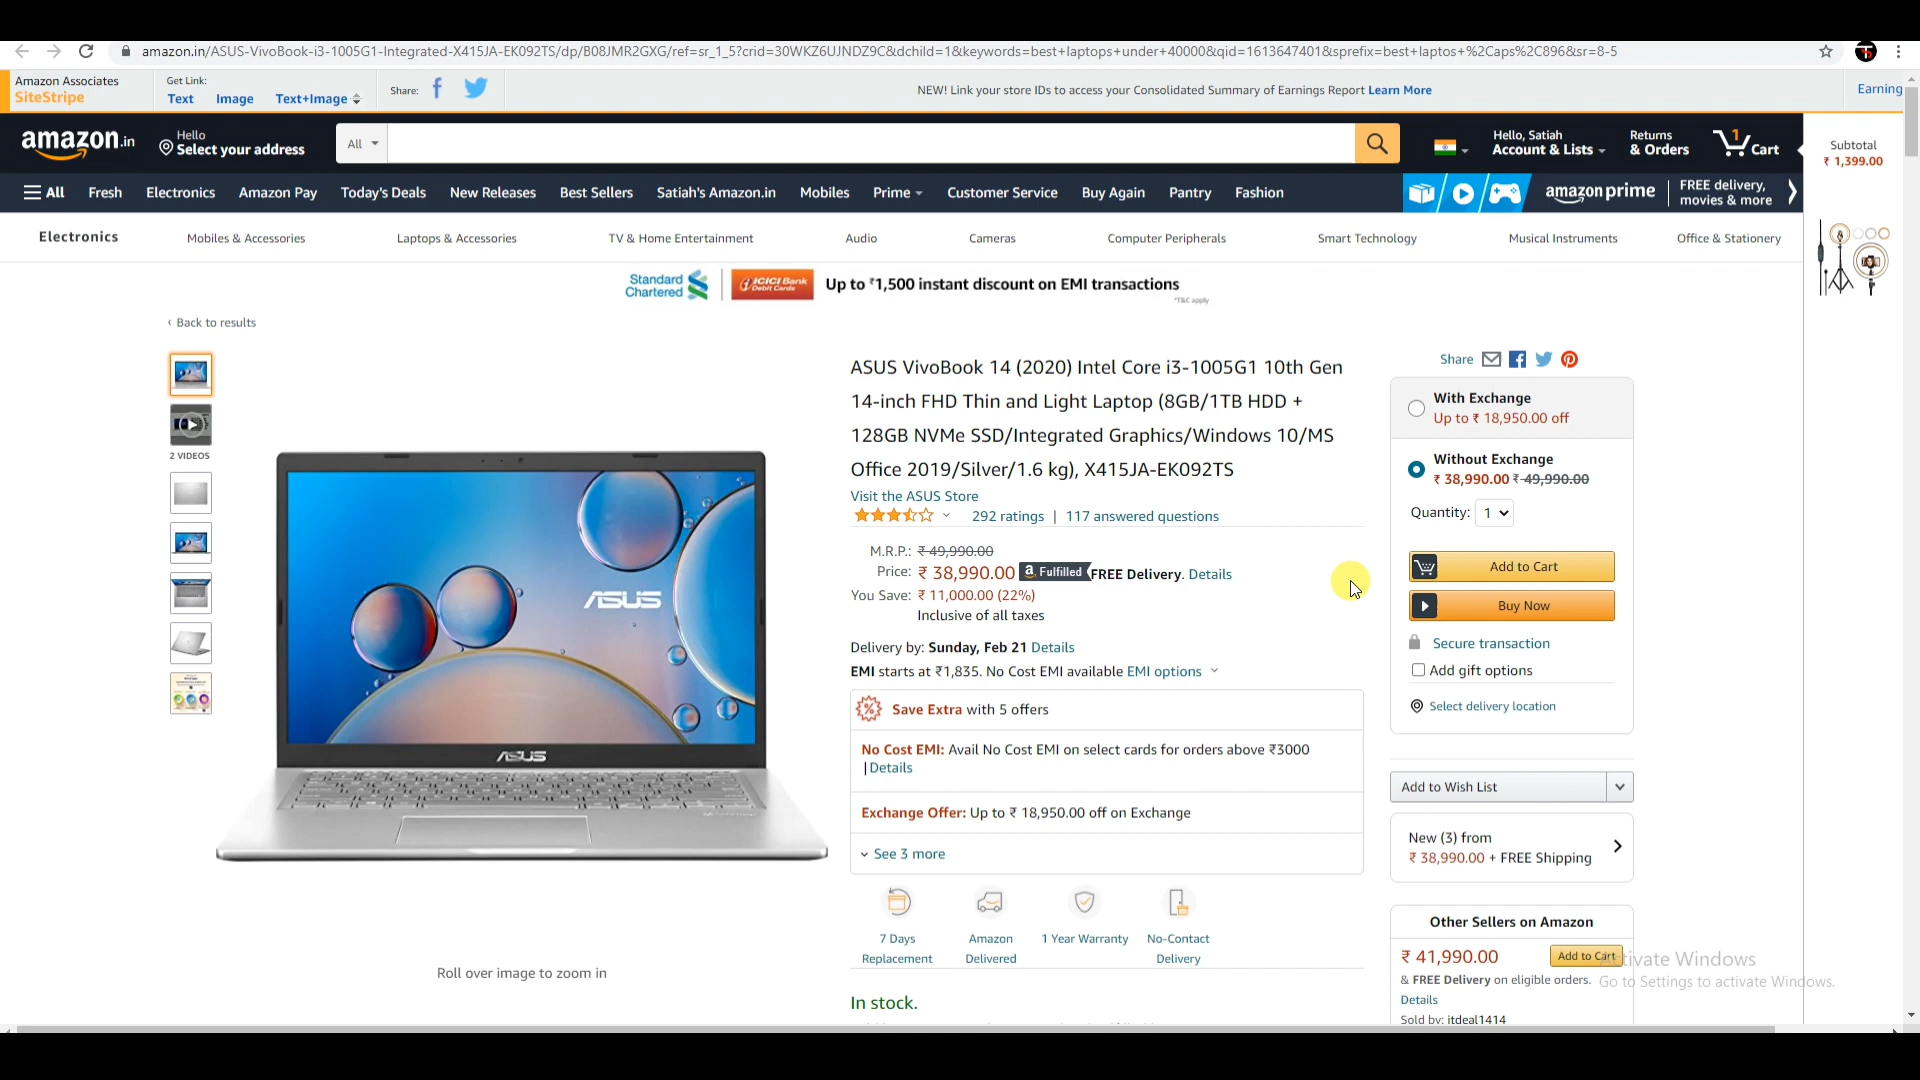 amazon.in/ASUS-VivoBook-i3-1005G1-Integrated-X415JA-EK092TS/dp/B08JMR2GXG/ref=sr_1_5?crid=30WKZ6UJNDZ9C&dchild=1&keywords=best+laptops+under+40000&qid=1613647401&sprefix=best+laptos+%2Caps%2C896&sr=8-5
Amazon Associates
SiteStripe
Get Link:
Text Image Text+Image
Share:
NEW! Link your store IDs to access your Consolidated Summary of Earnings Report Learn More
Earning
amazon.in
Hello
Select your address
All
Hello, Satiah
Account & Lists
Returns
& Orders
1
Cart
Subtotal
₹ 1,399.00
All Fresh Electronics Amazon Pay Today's Deals New Releases Best Sellers Satiah's Amazon.in Mobiles Prime Customer Service Buy Again Pantry Fashion
amazon prime
FREE delivery,
movies & more
Electronics Mobiles & Accessories Laptops & Accessories TV & Home Entertainment Audio Cameras Computer Peripherals Smart Technology Musical Instruments Office & Stationery
Standard
Chartered
ICICI Bank
Debit Cards
Up to ₹1,500 instant discount on EMI transactions
*T&C apply
‹ Back to results
2 VIDEOS
ASUS
ASUS
Roll over image to zoom in
ASUS VivoBook 14 (2020) Intel Core i3-1005G1 10th Gen
14-inch FHD Thin and Light Laptop (8GB/1TB HDD +
128GB NVMe SSD/Integrated Graphics/Windows 10/MS
Office 2019/Silver/1.6 kg), X415JA-EK092TS
Visit the ASUS Store
292 ratings | 117 answered questions
M.R.P.: ₹ 49,990.00
Price: ₹ 38,990.00 a Fulfilled FREE Delivery. Details
You Save: ₹ 11,000.00 (22%)
Inclusive of all taxes
Delivery by: Sunday, Feb 21 Details
EMI starts at ₹1,835. No Cost EMI available EMI options
Save Extra with 5 offers
No Cost EMI: Avail No Cost EMI on select cards for orders above ₹3000
|Details
Exchange Offer: Up to ₹ 18,950.00 off on Exchange
See 3 more
7 Days
Replacement
Amazon
Delivered
1 Year Warranty
No-Contact
Delivery
In stock.
Share
With Exchange
Up to ₹ 18,950.00 off
Without Exchange
₹ 38,990.00 ₹ 49,990.00
Quantity: 1
Add to Cart
Buy Now
Secure transaction
Add gift options
Select delivery location
Add to Wish List
New (3) from
₹ 38,990.00 + FREE Shipping
Other Sellers on Amazon
₹ 41,990.00
Add to Cart
& FREE Delivery on eligible orders.
Details
Sold by: itdeal1414
Activate Windows
Go to Settings to activate Windows.